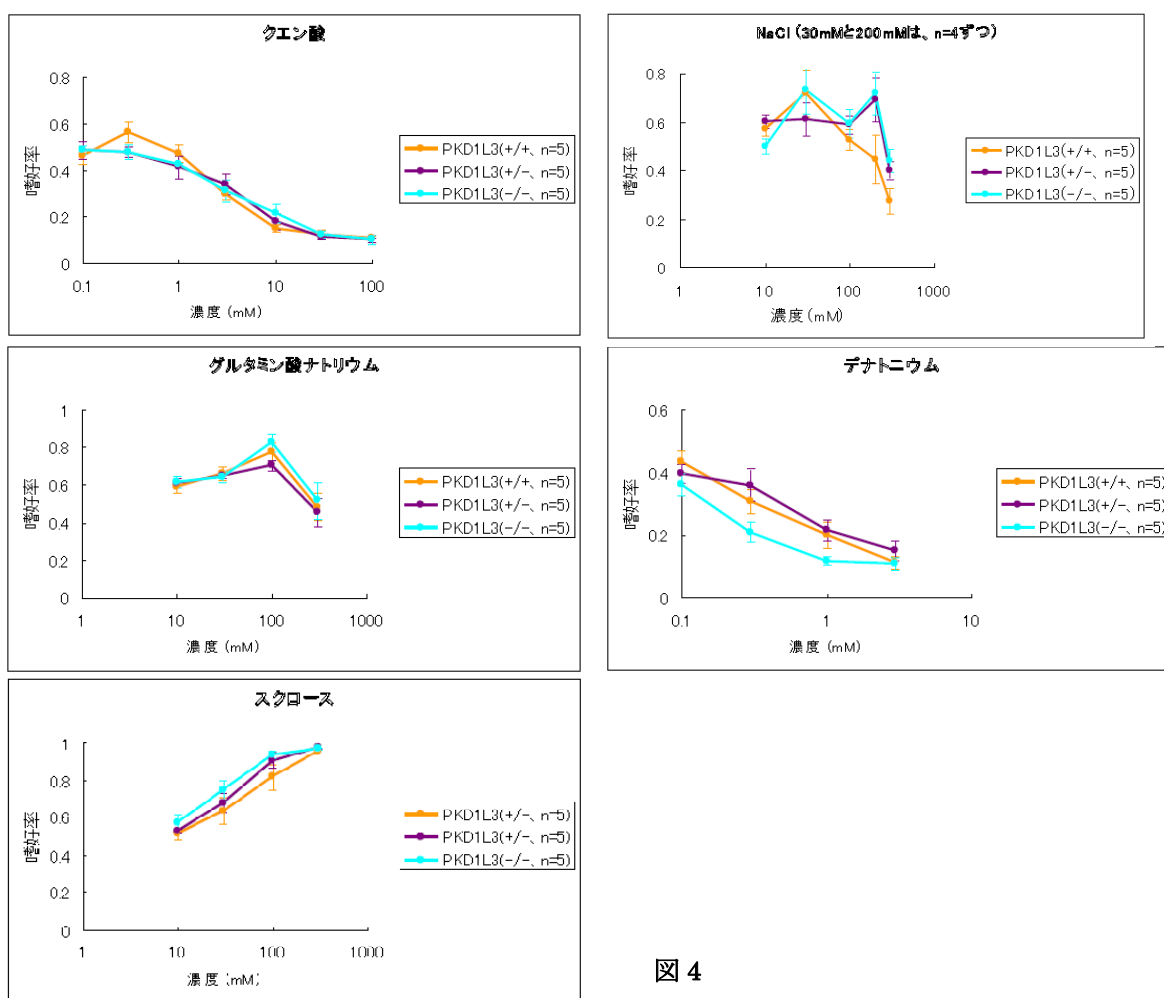 クエン酸
0.8
0.6
0.4
0.2
0
嗜好率
0.1
1
10
100
濃度 (mM)
PKD1L3(+/+、n=5)
PKD1L3(+/-、n=5)
PKD1L3(-/-、n=5)
NaCl (30mMと200mMは、n=4ずつ)
0.8
0.6
0.4
0.2
0
嗜好率
1
10
100
1000
濃度 (mM)
PKD1L3(+/+、n=5)
PKD1L3(+/-、n=5)
PKD1L3(-/-、n=5)
グルタミン酸ナトリウム
1
0.8
0.6
0.4
0.2
0
嗜好率
1
10
100
1000
濃度 (mM)
PKD1L3(+/+、n=5)
PKD1L3(+/-、n=5)
PKD1L3(-/-、n=5)
デナトニウム
0.6
0.4
0.2
0
嗜好率
0.1
1
10
濃度 (mM)
PKD1L3(+/+、n=5)
PKD1L3(+/-、n=5)
PKD1L3(-/-、n=5)
スクロース
1
0.8
0.6
0.4
0.2
0
嗜好率
1
10
100
1000
濃度 (mM)
PKD1L3(+/-、n=5)
PKD1L3(+/-、n=5)
PKD1L3(-/-、n=5)
図 4